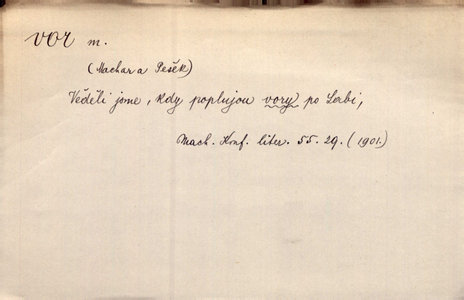 vor m.
(Machar a Pešek)
Věděli jsme, kdy poplujou vory po Labi,
Mach. Konf. liter. 55. 29. (1901.)